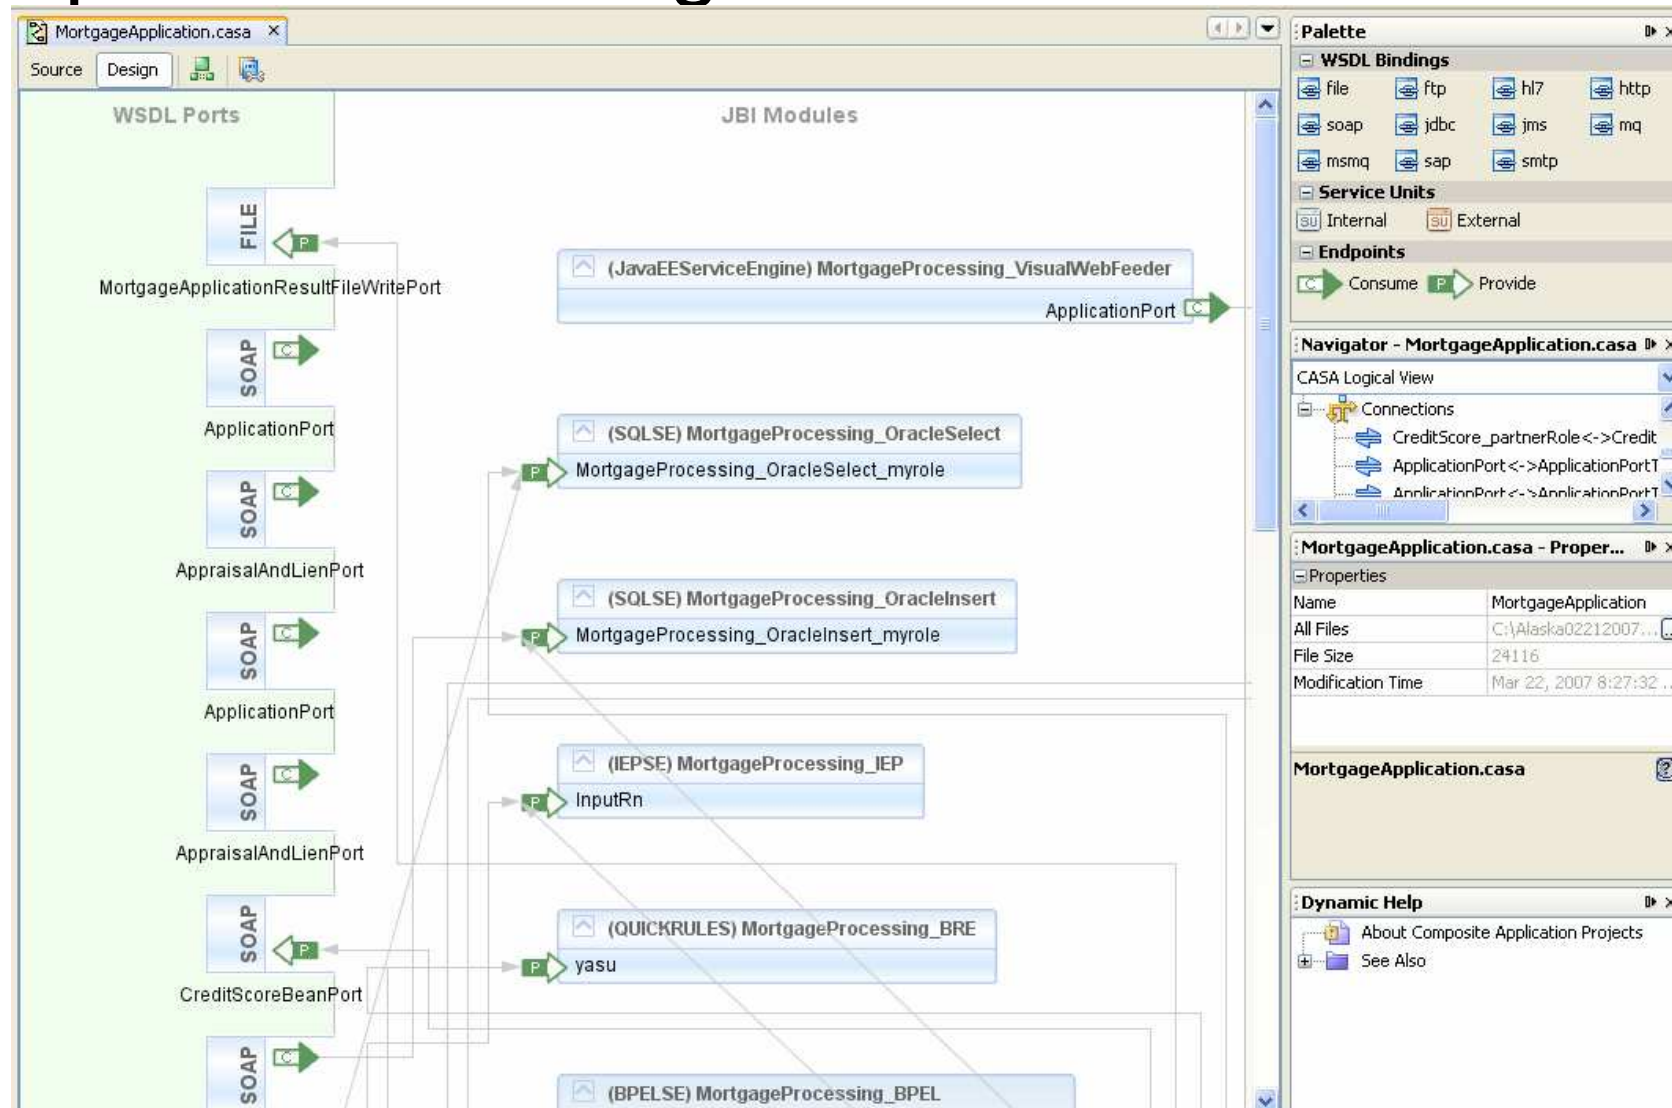 MortgageApplication.casa
Source Design
WSDL Ports
JBI Modules
FILE
P
MortgageApplicationResultFileWritePort
(JavaEEServiceEngine) MortgageProcessing_VisualWebFeeder
ApplicationPort C
SOAP
C
ApplicationPort
(SQLSE) MortgageProcessing_OracleSelect
P MortgageProcessing_OracleSelect_myrole
SOAP
C
AppraisalAndLienPort
(SQLSE) MortgageProcessing_OracleInsert
P MortgageProcessing_OracleInsert_myrole
SOAP
C
ApplicationPort
(IEPSE) MortgageProcessing_IEP
P InputRn
SOAP
C
AppraisalAndLienPort
(QUICKRULES) MortgageProcessing_BRE
P yasu
SOAP
P
CreditScoreBeanPort
SOAP
C
(BPELSE) MortgageProcessing_BPEL
Palette
WSDL Bindings
file ftp hl7 http
soap jdbc jms mq
msmq sap smtp
Service Units
SU Internal SU External
Endpoints
C Consume P Provide
Navigator - MortgageApplication.casa
CASA Logical View
Connections
CreditScore_partnerRole<->Credit
ApplicationPort<->ApplicationPortT
ApplicationPort<->ApplicationPortT
MortgageApplication.casa - Proper...
Properties
Name MortgageApplication
All Files C:\Alaska02212007...
File Size 24116
Modification Time Mar 22, 2007 8:27:32 ..
MortgageApplication.casa
Dynamic Help
About Composite Application Projects
See Also